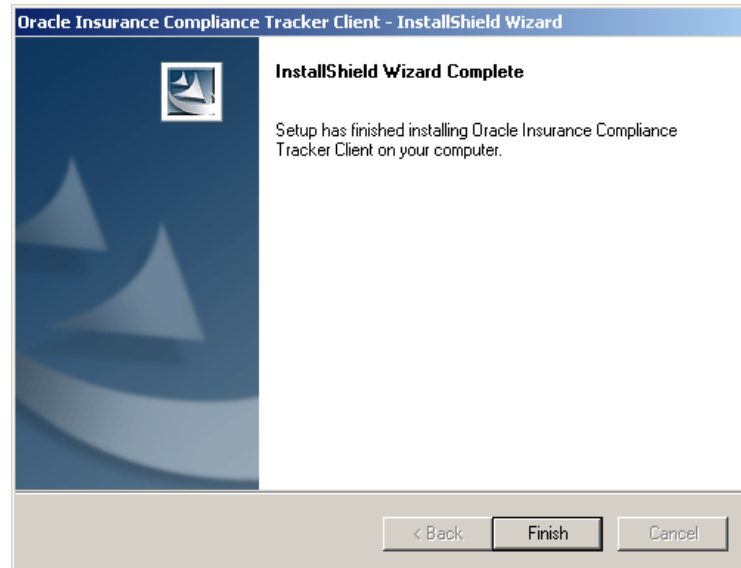 Oracle Insurance Compliance Tracker Client - InstallShield Wizard
InstallShield Wizard Complete
Setup has finished installing Oracle Insurance Compliance
Tracker Client on your computer.
< Back
Finish
Cancel